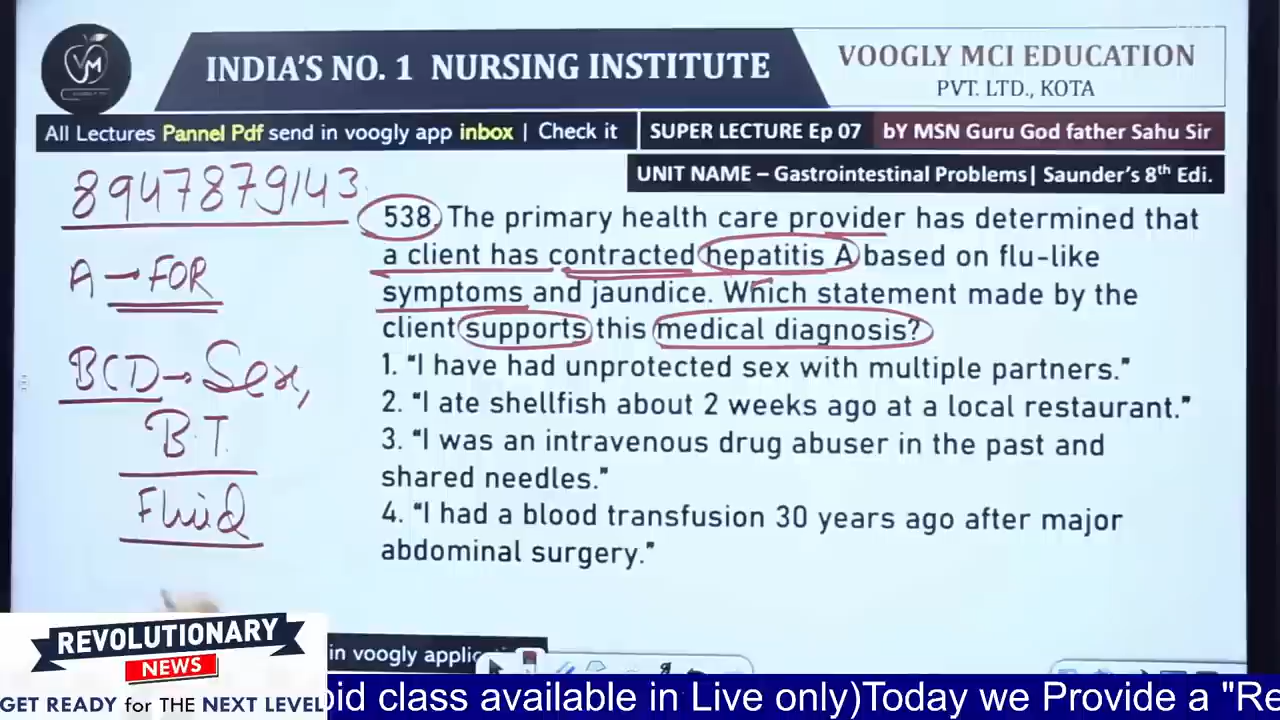 VM
INDIA'S NO. 1 NURSING INSTITUTE
VOOGLY MCI EDUCATION
PVT. LTD., KOTA
All Lectures Pannel Pdf send in voogly app inbox | Check it
SUPER LECTURE Ep 07
bY MSN Guru God father Sahu Sir
UNIT NAME – Gastrointestinal Problems| Saunder's 8th Edi.
8947879143
A → FOR
BCD → Sex,
B.T.
Fluid
538. The primary health care provider has determined that
a client has contracted hepatitis A based on flu-like
symptoms and jaundice. Which statement made by the
client supports this medical diagnosis?
1. "I have had unprotected sex with multiple partners."
2. "I ate shellfish about 2 weeks ago at a local restaurant."
3. "I was an intravenous drug abuser in the past and
shared needles."
4. "I had a blood transfusion 30 years ago after major
abdominal surgery."
REVOLUTIONARY
NEWS
GET READY for THE NEXT LEVEL
in voogly applic
oid class available in Live only)Today we Provide a "Re